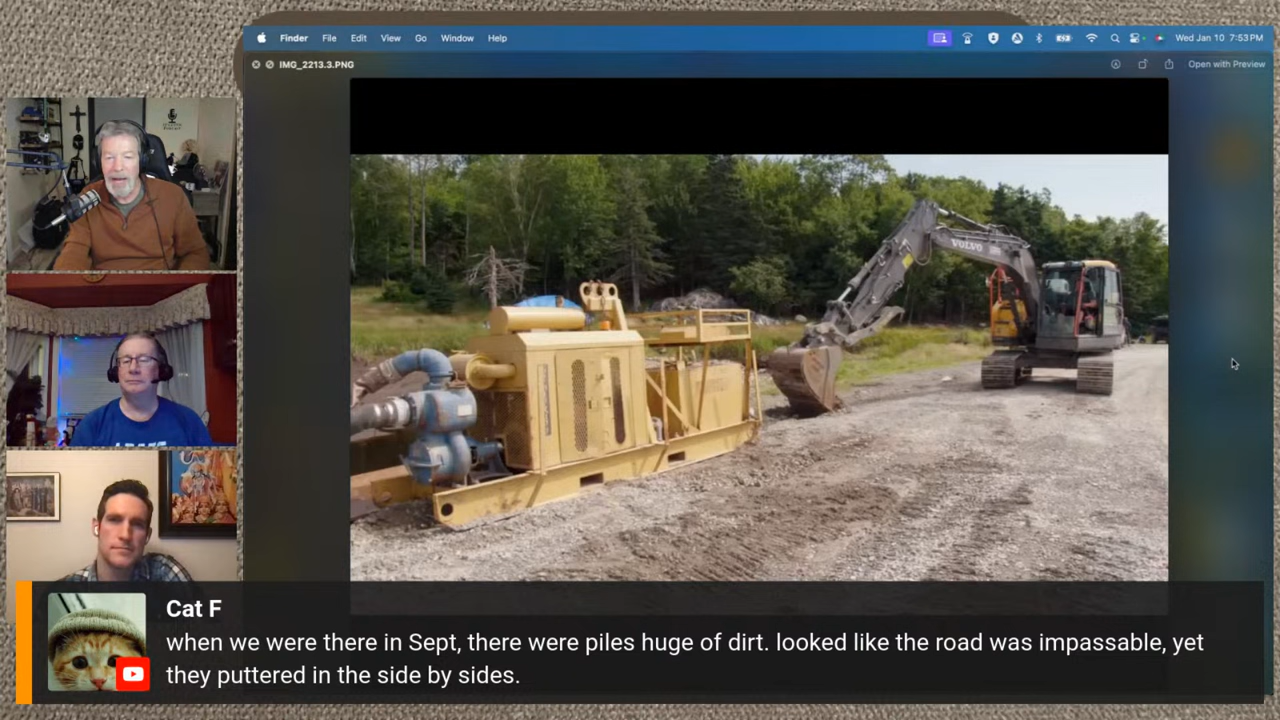 Finder File Edit View Go Window Help Wed Jan 10 7:53 PM
IMG_2213.3.PNG Open with Preview
VOLVO
Cat F
when we were there in Sept, there were piles huge of dirt. looked like the road was impassable, yet
they puttered in the side by sides.